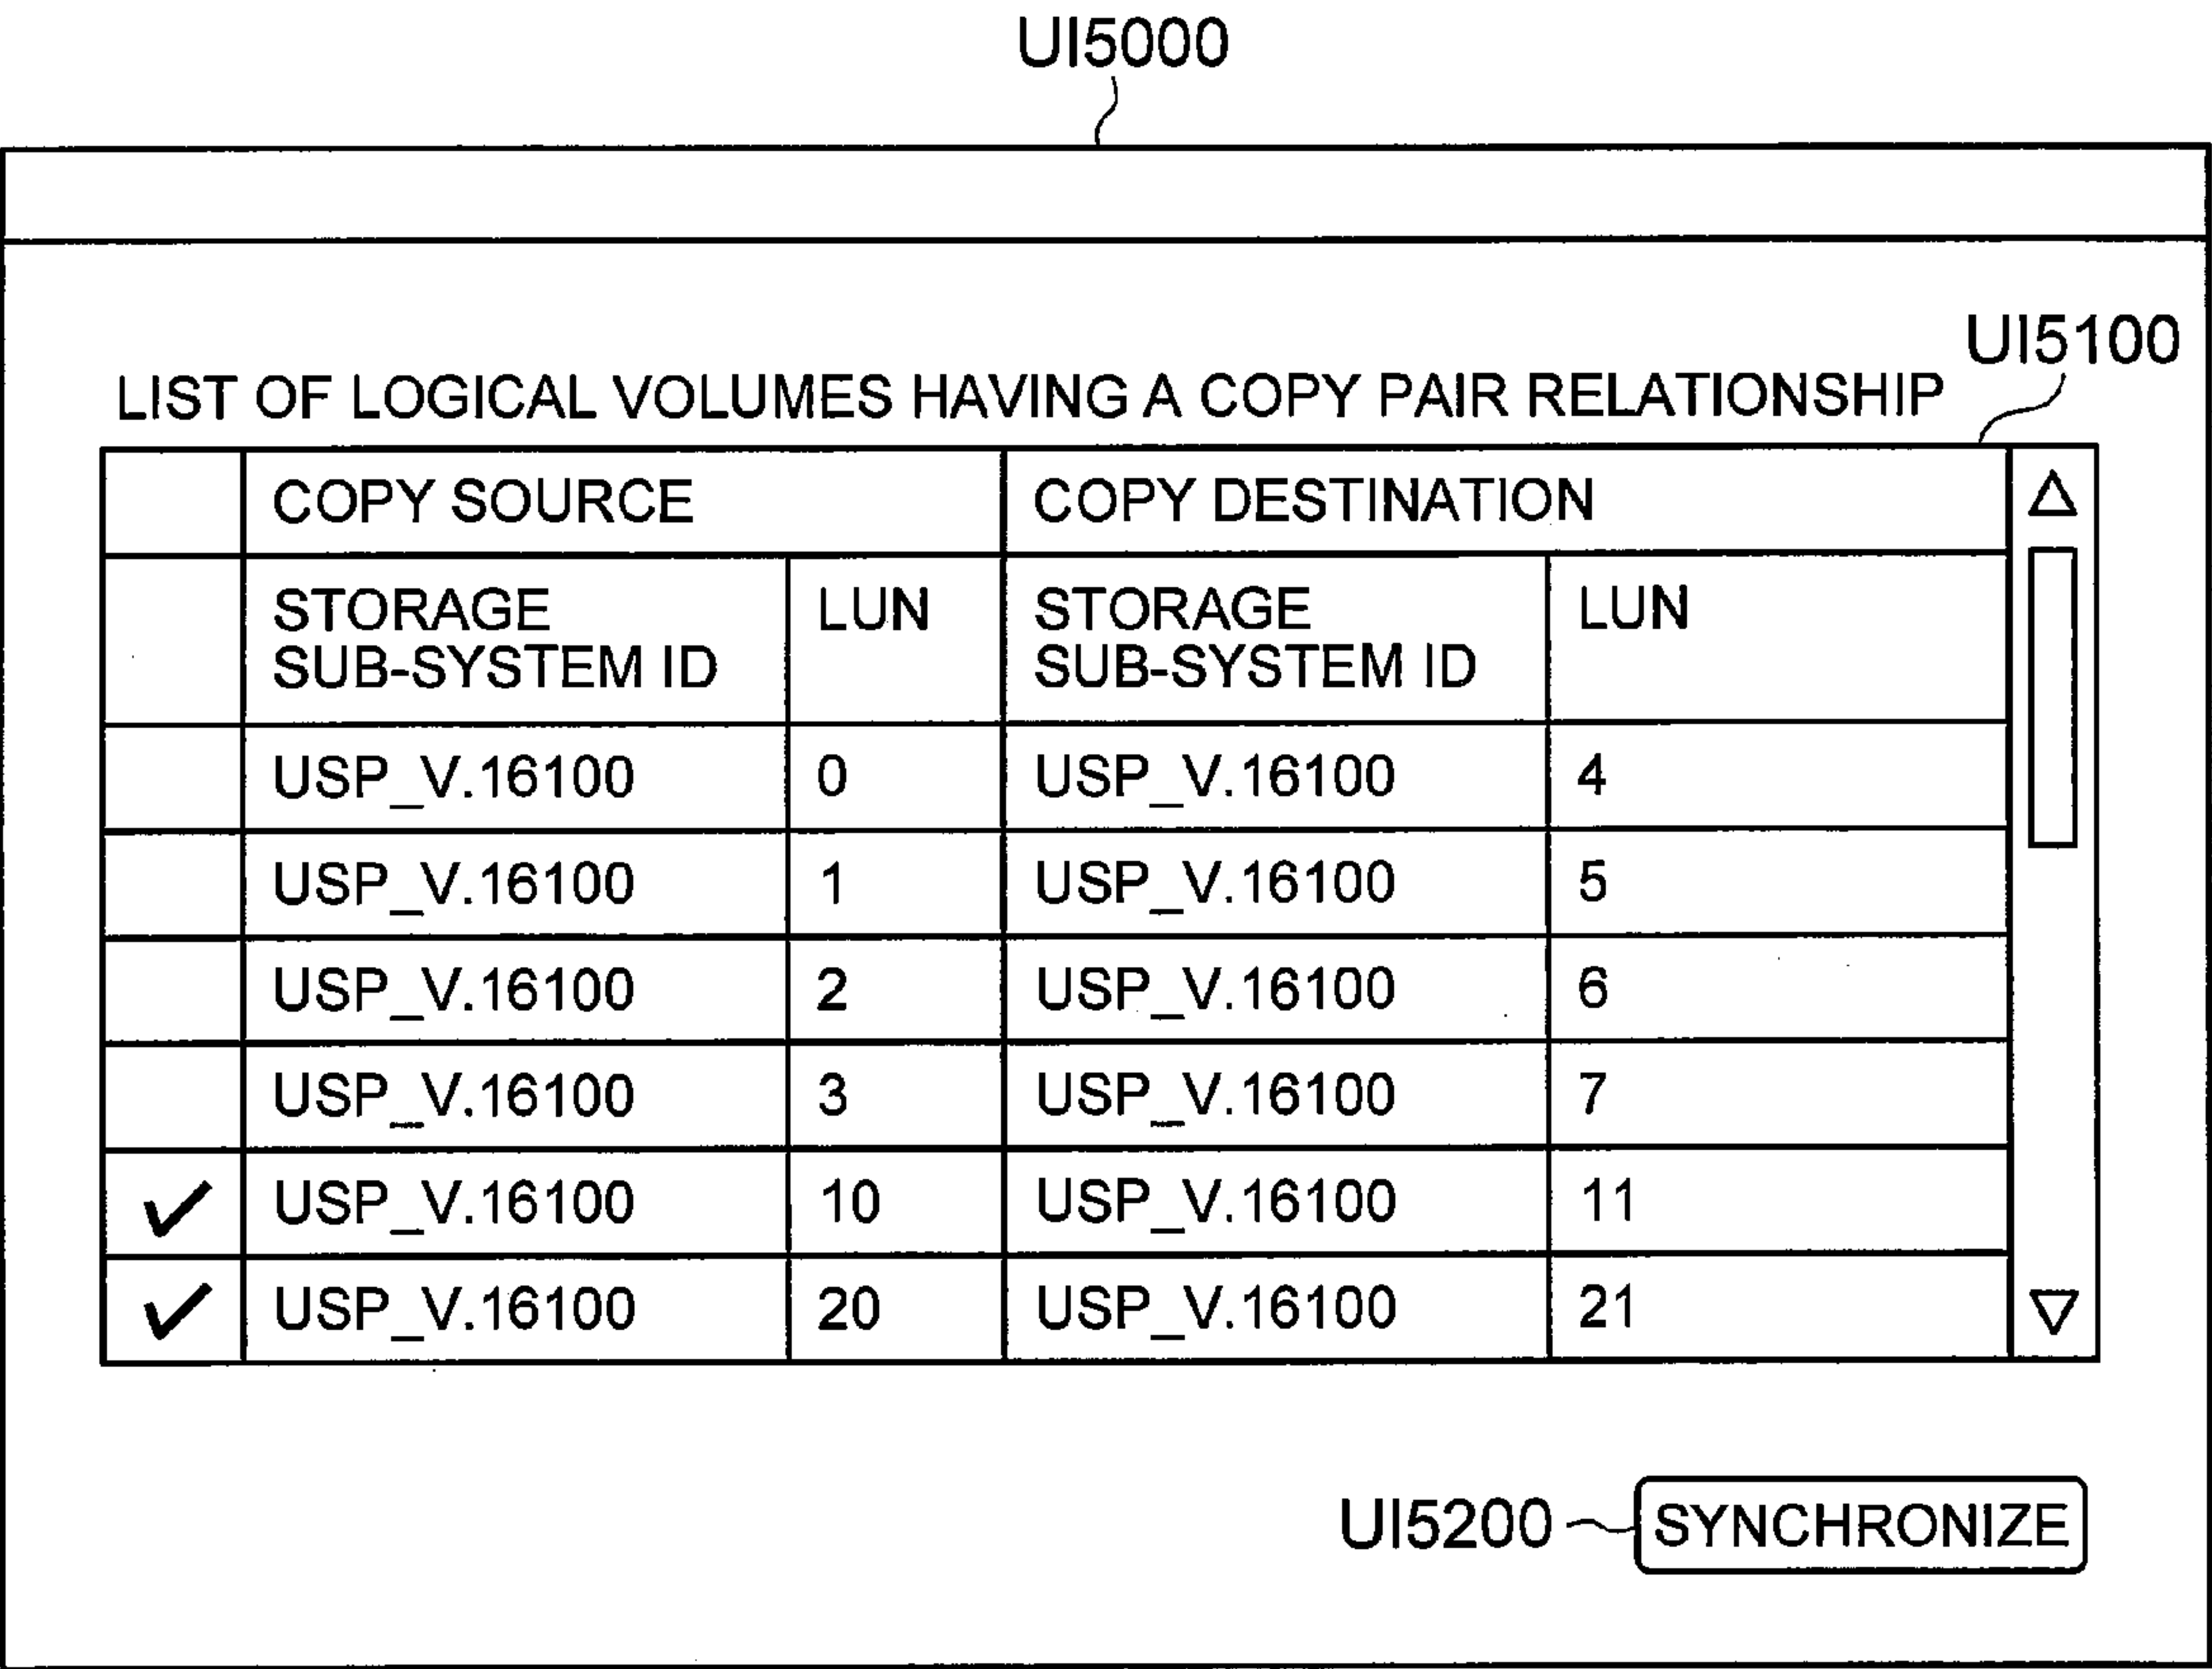 UI5000
UI5100
LIST OF LOGICAL VOLUMES HAVING A COPY PAIR RELATIONSHIP
COPY SOURCE COPY DESTINATION
STORAGE SUB-SYSTEM ID LUN STORAGE SUB-SYSTEM ID LUN
USP_V.16100 0 USP_V.16100 4
USP_V.16100 1 USP_V.16100 5
USP_V.16100 2 USP_V.16100 6
USP_V.16100 3 USP_V.16100 7
✓ USP_V.16100 10 USP_V.16100 11
✓ USP_V.16100 20 USP_V.16100 21
UI5200 SYNCHRONIZE